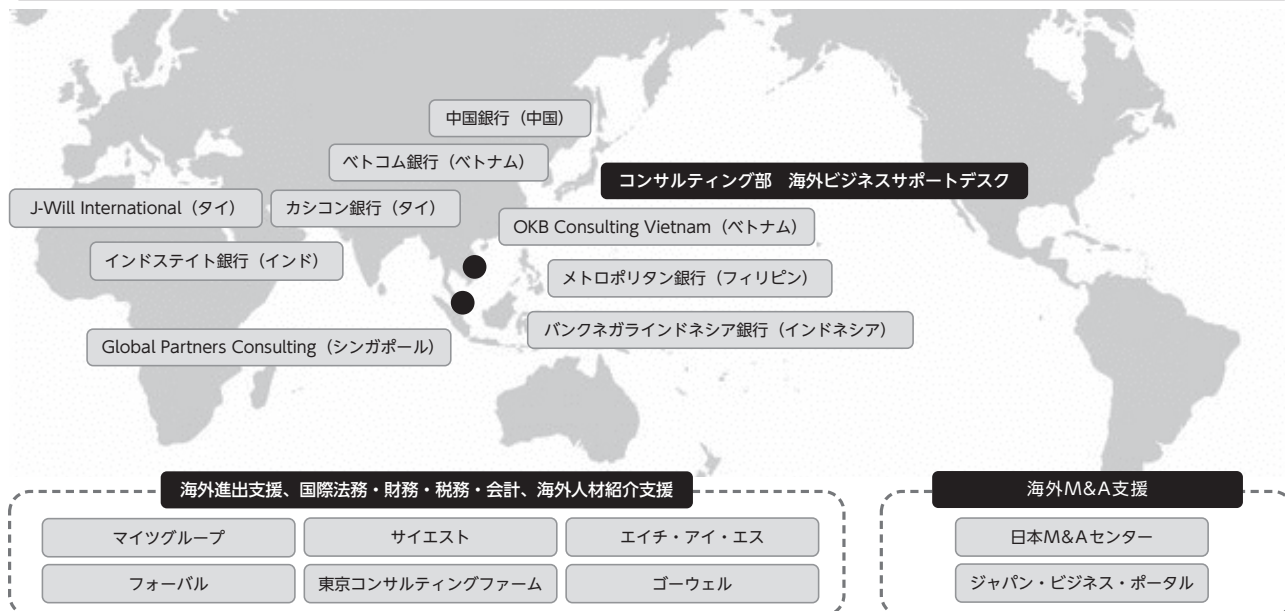 中国銀行（中国）
ベトコム銀行（ベトナム）
コンサルティング部　海外ビジネスサポートデスク
J-Will International（タイ）
カシコン銀行（タイ）
OKB Consulting Vietnam（ベトナム）
インドステイト銀行（インド）
メトロポリタン銀行（フィリピン）
バンクネガラインドネシア銀行（インドネシア）
Global Partners Consulting（シンガポール）
海外進出支援、国際法務・財務・税務・会計、海外人材紹介支援
マイツグループ
サイエスト
エイチ・アイ・エス
フォーバル
東京コンサルティングファーム
ゴーウェル
海外M&A支援
日本M&Aセンター
ジャパン・ビジネス・ポータル